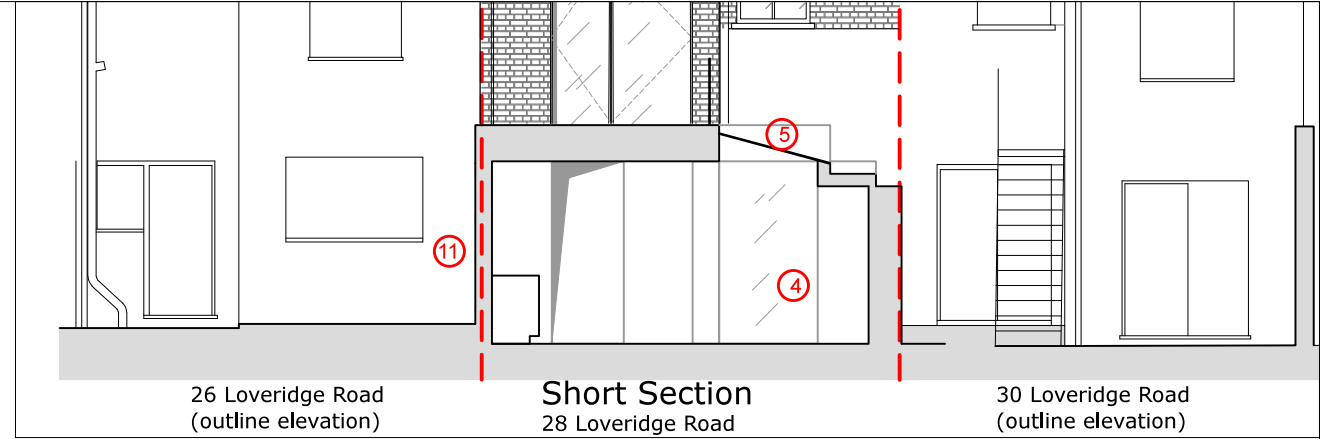 5
11
4
26 Loveridge Road
(outline elevation)
Short Section
28 Loveridge Road
30 Loveridge Road
(outline elevation)